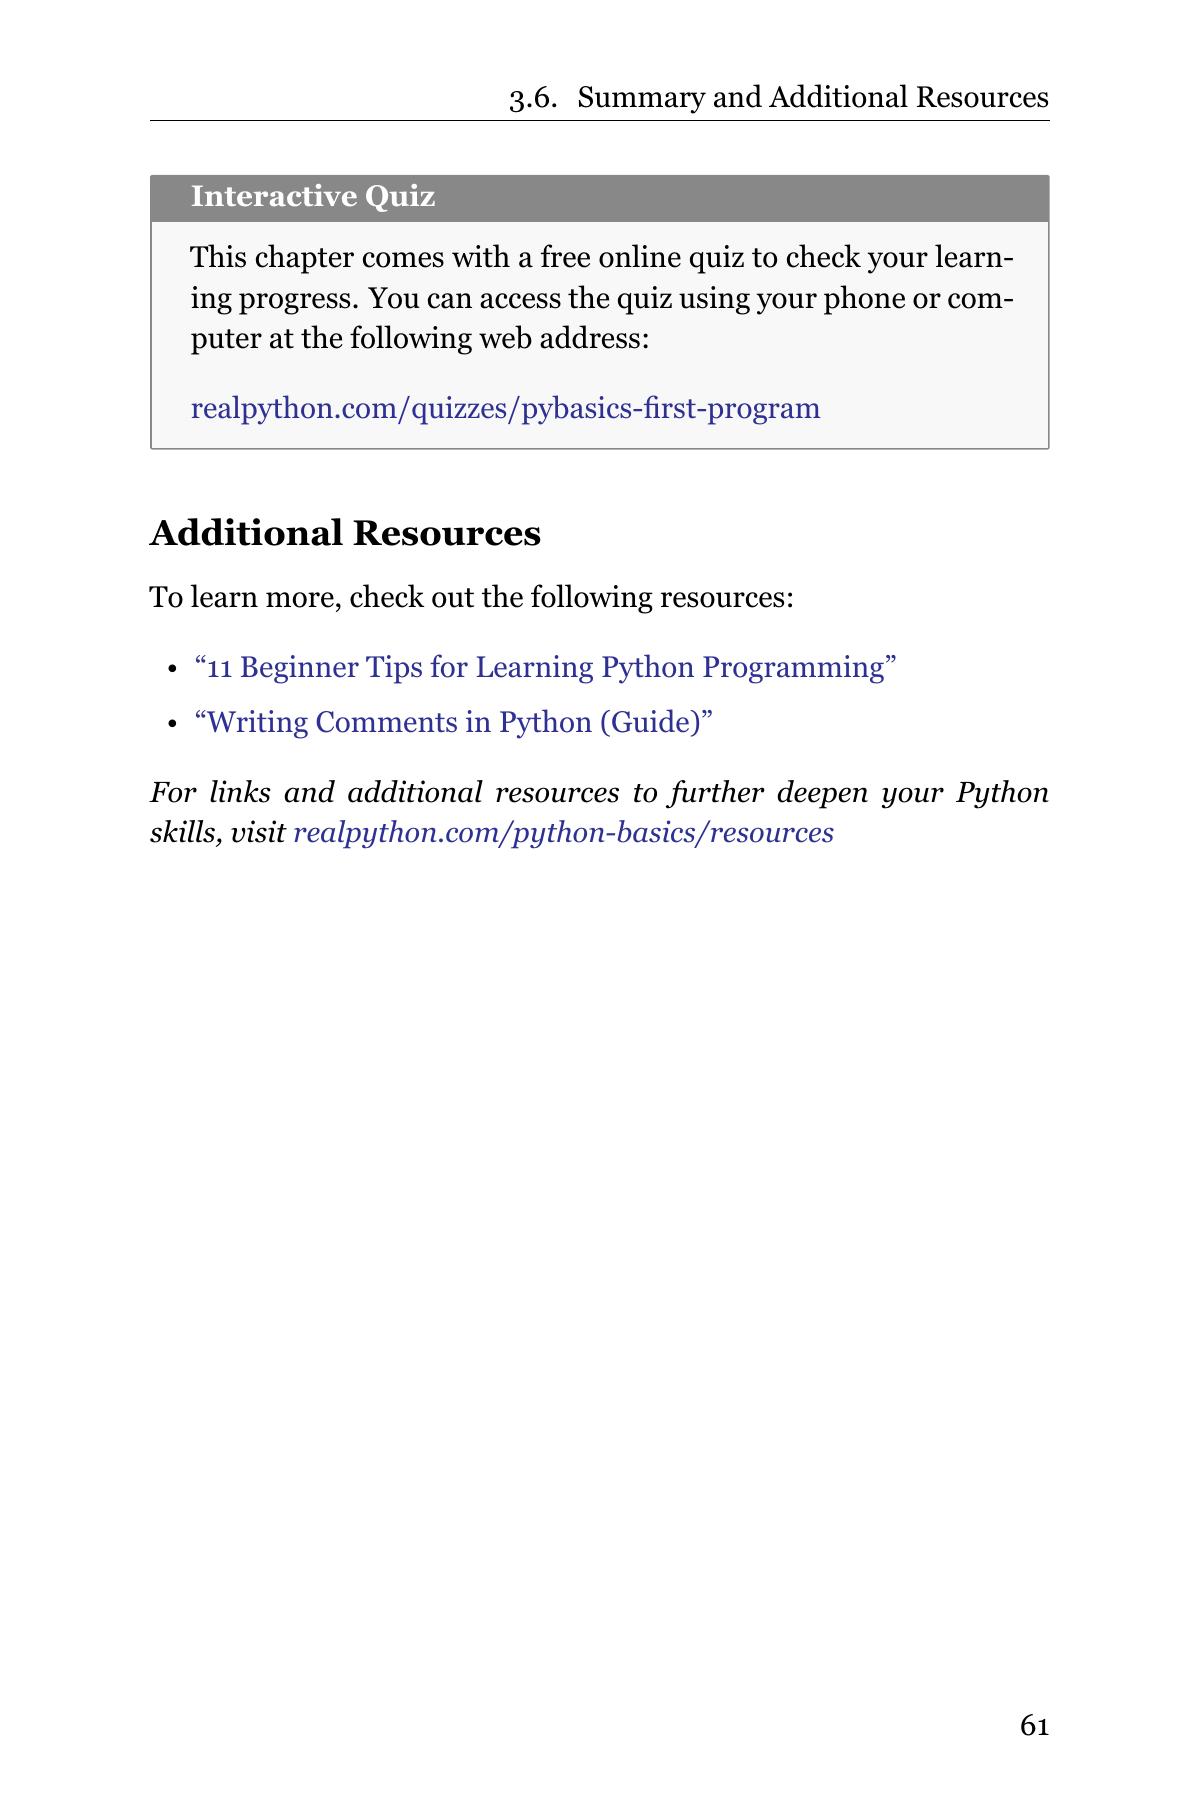 3.6. Summary and Additional Resources
Interactive Quiz
This chapter comes with a free online quiz to check your learn-
ing progress. You can access the quiz using your phone or com-
puter at the following web address:
realpython.com/quizzes/pybasics-first-program
Additional Resources
To learn more, check out the following resources:
• “11 Beginner Tips for Learning Python Programming”
• “Writing Comments in Python (Guide)”
For links and additional resources to further deepen your Python
skills, visit realpython.com/python-basics/resources
61